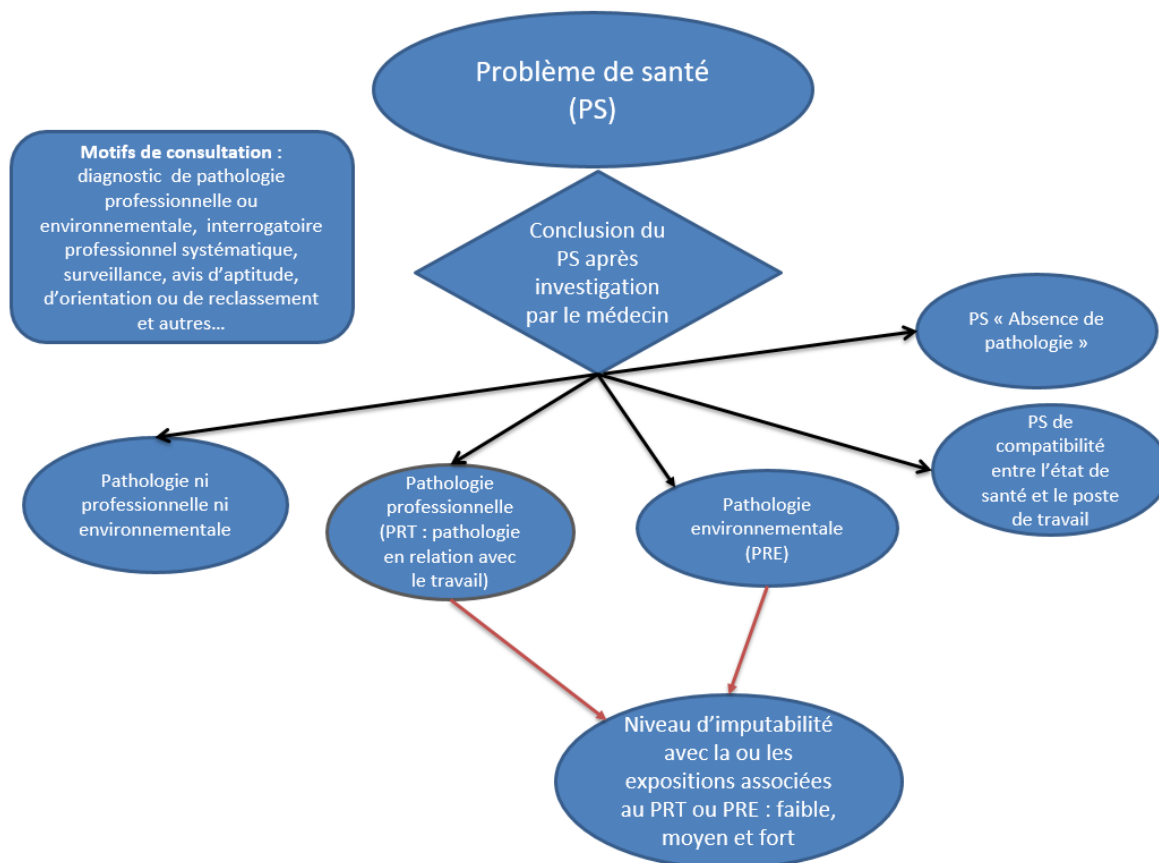 Problème de santé
(PS)
Motifs de consultation :
diagnostic de pathologie
professionnelle ou
environnementale, interrogatoire
professionnel systématique,
surveillance, avis d’aptitude,
d’orientation ou de reclassement
et autres…
Conclusion du
PS après
investigation
par le médecin
PS « Absence de
pathologie »
PS de
compatibilité
entre l’état de
santé et le poste
de travail
Pathologie ni
professionnelle ni
environnementale
Pathologie
professionnelle
(PRT : pathologie
en relation avec
le travail)
Pathologie
environnementale
(PRE)
Niveau d’imputabilité
avec la ou les
expositions associées
au PRT ou PRE : faible,
moyen et fort